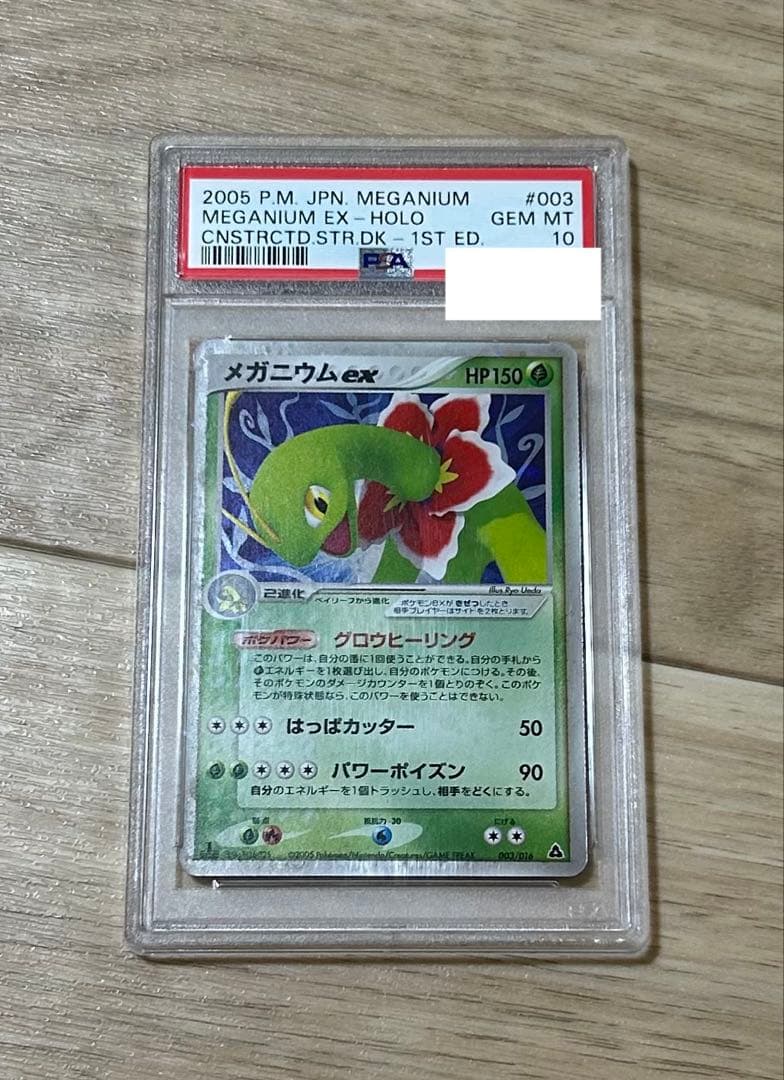 2005 P.M. JPN. MEGANIUM #003
MEGANIUM EX-HOLO GEM MT
CNSTRCTD.STR.DK-1ST ED. 10
PSA
メガニウムex HP150
2進化
ベイリーフから進化
Illus. Ryo Ueda
ポケモンEXがきぜつしたとき
相手プレイヤーはサイドを2枚とります。
ポケパワー グロウヒーリング
このパワーは、自分の番に1回使うことができる。自分の手札から
エネルギーを1枚選び出し、自分のポケモンにつける。その後、
そのポケモンのダメージカウンターを1個とりのぞく。このポケ
モンが特殊状態なら、このパワーを使うことはできない。
はっぱカッター 50
パワーポイズン 90
自分のエネルギーを1個トラッシュし、相手をどくにする。
弱点 抵抗力 -30 にげる
©2005 Pokémon/Nintendo/Creatures/GAME FREAK. 003/016